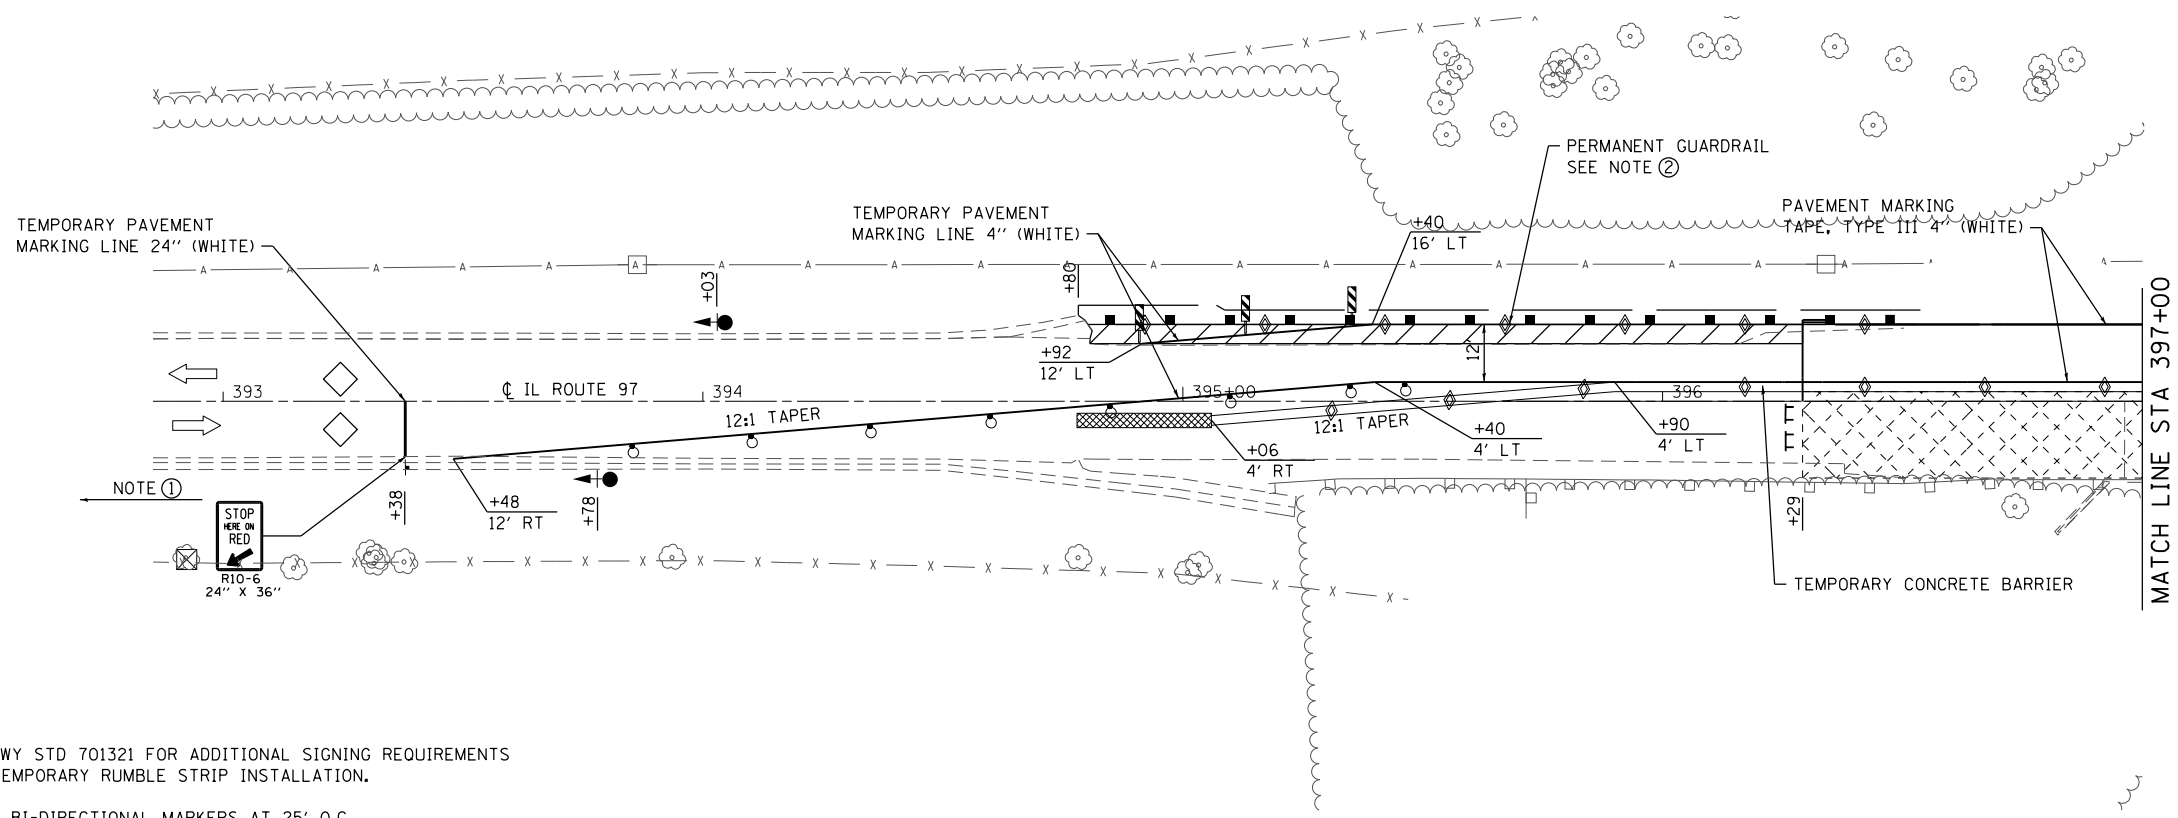 PERMANENT GUARDRAIL
SEE NOTE 2
TEMPORARY PAVEMENT
MARKING LINE 24" (WHITE)
TEMPORARY PAVEMENT
MARKING LINE 4" (WHITE)
PAVEMENT MARKING
TAPE, TYPE III 4" (WHITE)
+40
16' LT
+03
+80
+92
12' LT
12'
393
℄ IL ROUTE 97
394
395+00
396
12:1 TAPER
12:1 TAPER
+06
4' RT
+40
4' LT
+90
4' LT
NOTE 1
+38
+48
12' RT
+78
+29
STOP
HERE ON
RED
R10-6
24" X 36"
TEMPORARY CONCRETE BARRIER
MATCH LINE STA 397+00
WY STD 701321 FOR ADDITIONAL SIGNING REQUIREMENTS
EMPORARY RUMBLE STRIP INSTALLATION.
BI-DIRECTIONAL MARKERS AT 25' O.C.